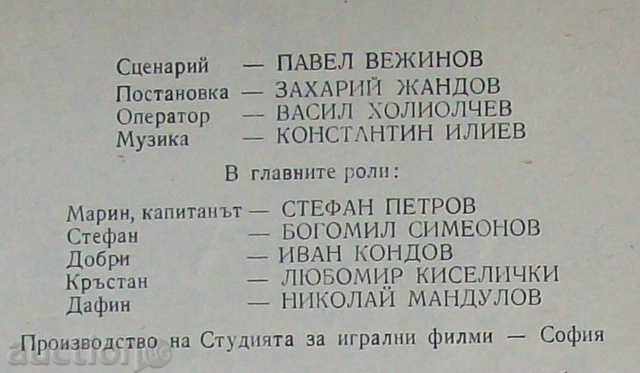 Сценарий — ПАВЕЛ ВЕЖИНОВ
Постановка — ЗАХАРИЙ ЖАНДОВ
Оператор — ВАСИЛ ХОЛИОЛЧЕВ
Музика — КОНСТАНТИН ИЛИЕВ
В главните роли:
Марин, капитанът — СТЕФАН ПЕТРОВ
Стефан — БОГОМИЛ СИМЕОНОВ
Добри — ИВАН КОНДОВ
Кръстан — ЛЮБОМИР КИСЕЛИЧКИ
Дафин — НИКОЛАЙ МАНДУЛОВ
Производство на Студията за игрални филми — София